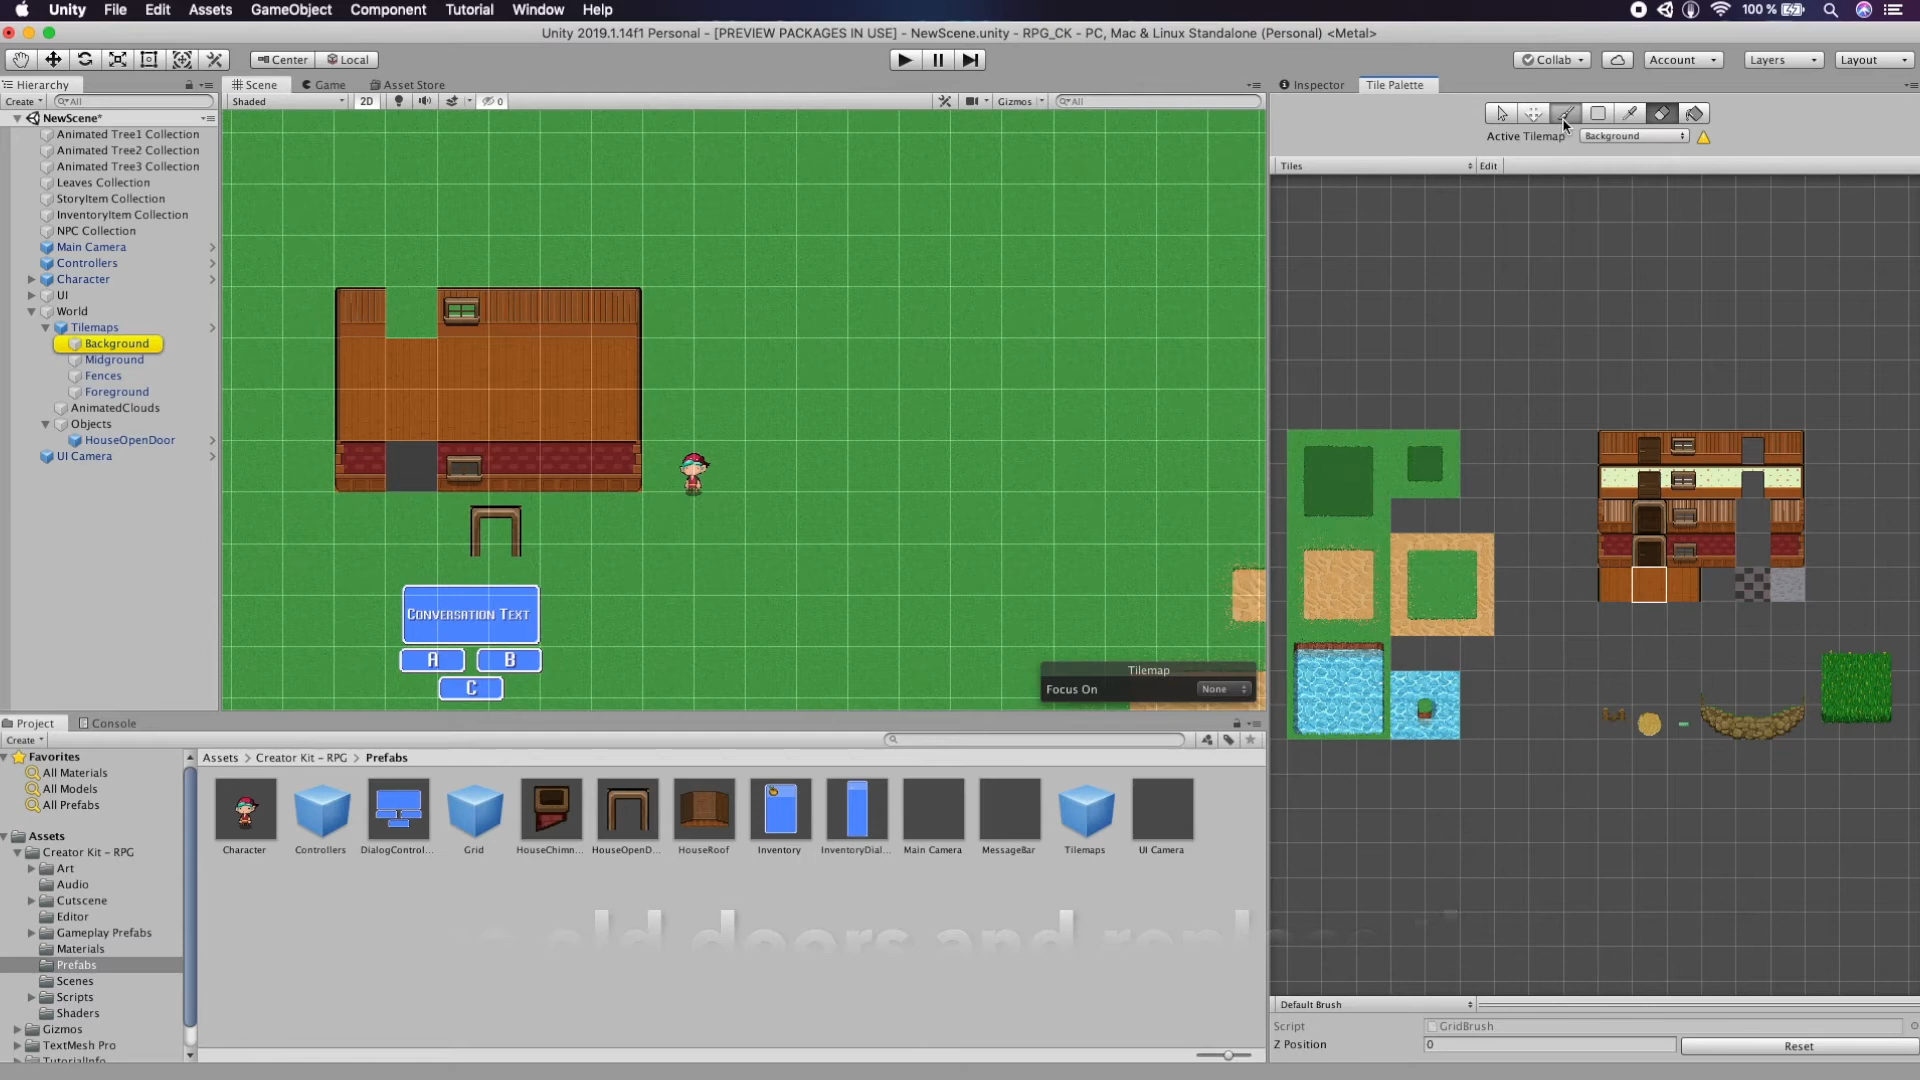 Unity File Edit Assets GameObject Component Tutorial Window Help 100 %
Unity 2019.1.14f1 Personal - [PREVIEW PACKAGES IN USE] - NewScene.unity - RPG_CK - PC, Mac & Linux Standalone (Personal) <Metal>
Center Local Collab Account Layers Layout
Hierarchy Scene Game Asset Store Inspector Tile Palette
Create All Shaded 2D 0 Gizmos All
NewScene*
Animated Tree1 Collection
Animated Tree2 Collection
Animated Tree3 Collection
Leaves Collection
StoryItem Collection
InventoryItem Collection
NPC Collection
Main Camera
Controllers
Character
UI
World
Tilemaps
Background
Midground
Fences
Foreground
AnimatedClouds
Objects
HouseOpenDoor
UI Camera
Conversation Text
A B
C
Tilemap
Focus On None
Active Tilemap Background
Tiles Edit
Project Console
Create
Favorites
All Materials
All Models
All Prefabs
Assets
Creator Kit - RPG
Art
Audio
Cutscene
Editor
Gameplay Prefabs
Materials
Prefabs
Scenes
Scripts
Shaders
Gizmos
TextMesh Pro
TutorialInfo
Assets > Creator Kit - RPG > Prefabs
Character Controllers DialogControl... Grid HouseChimn... HouseOpenD... HouseRoof Inventory InventoryDial... Main Camera MessageBar Tilemaps UI Camera
old doors and
Default Brush
Script GridBrush
Z Position 0 Reset